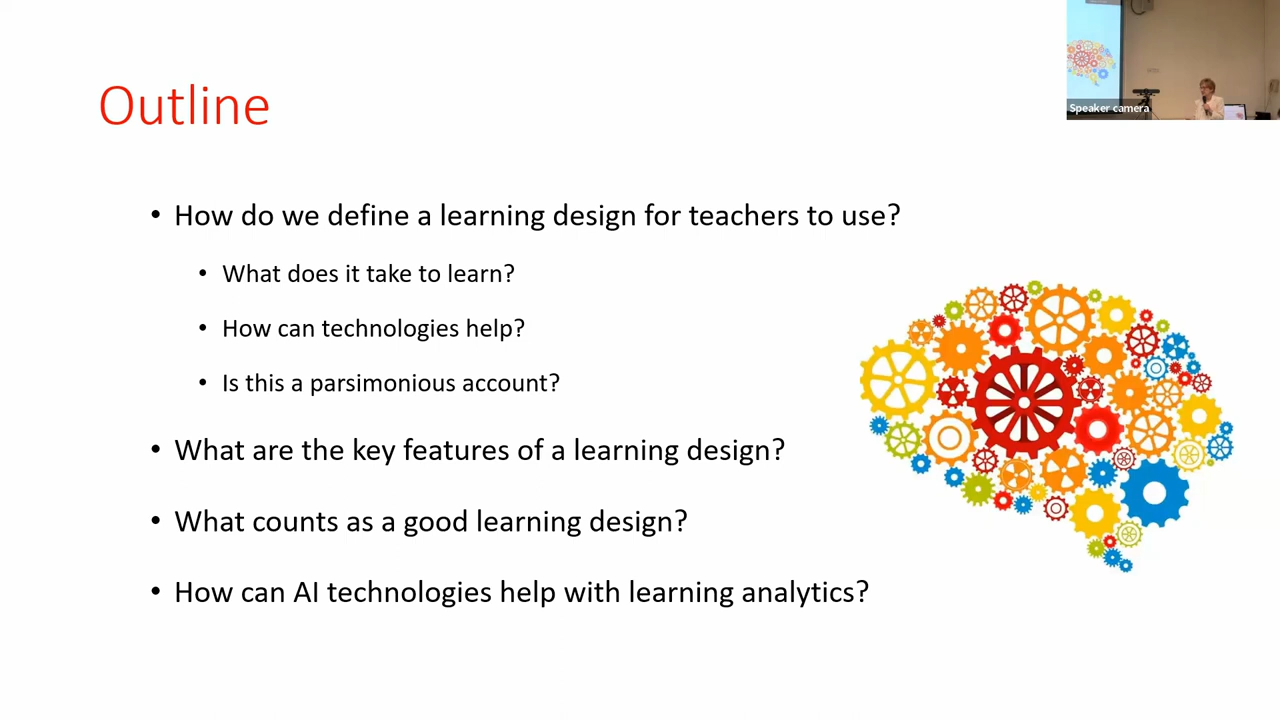 Outline
Speaker camera
• How do we define a learning design for teachers to use?
• What does it take to learn?
• How can technologies help?
• Is this a parsimonious account?
• What are the key features of a learning design?
• What counts as a good learning design?
• How can AI technologies help with learning analytics?